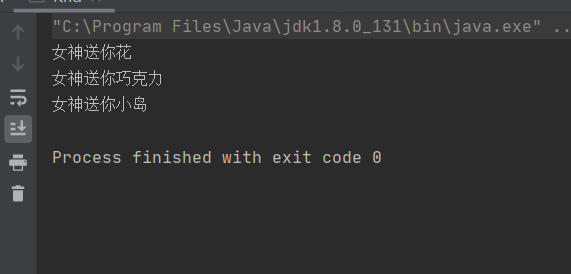 "C:\Program Files\Java\jdk1.8.0_131\bin\java.exe" ..
女神送你花
女神送你巧克力
女神送你小岛
Process finished with exit code 0